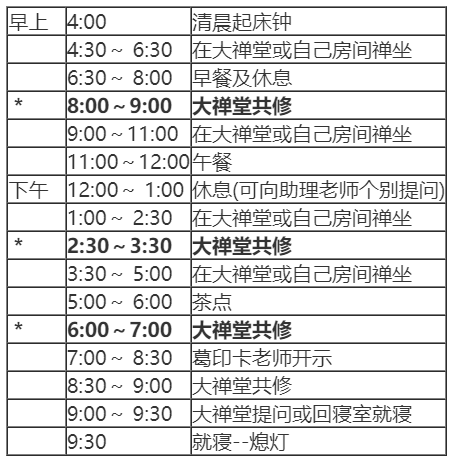 早上 4:00 清晨起床钟
4:30～ 6:30 在大禅堂或自己房间禅坐
6:30～ 8:00 早餐及休息
* 8:00～9:00 大禅堂共修
9:00～11:00 在大禅堂或自己房间禅坐
11:00～12:00 午餐
下午 12:00～ 1:00 休息(可向助理老师个别提问)
1:00～ 2:30 在大禅堂或自己房间禅坐
* 2:30～3:30 大禅堂共修
3:30～ 5:00 在大禅堂或自己房间禅坐
5:00～ 6:00 茶点
* 6:00～7:00 大禅堂共修
7:00～ 8:30 葛印卡老师开示
8:30～ 9:00 大禅堂共修
9:00～ 9:30 大禅堂提问或回寝室就寝
9:30 就寝--熄灯